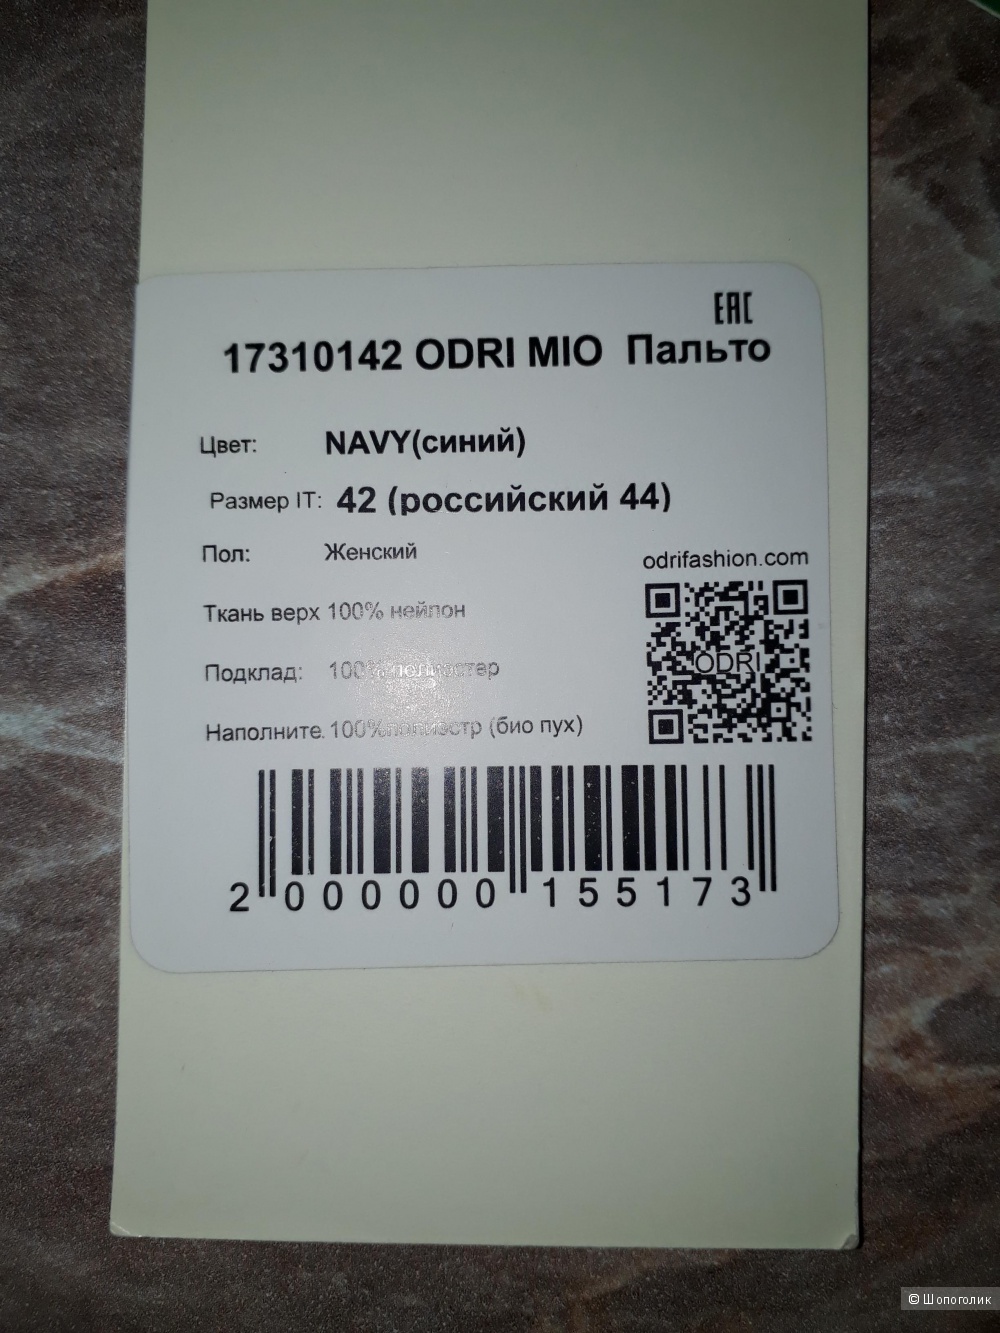 EAC
17310142 ODRI MIO Пальто
Цвет: NAVY(синий)
Размер IT: 42 (российский 44)
Пол: Женский
odrifashion.com
Ткань верх 100% нейлон
ODRI
Подклад: 100% полиэстер
Наполните. 100%полиэстр (био пух)
2 000000 155173
© Шопоголик